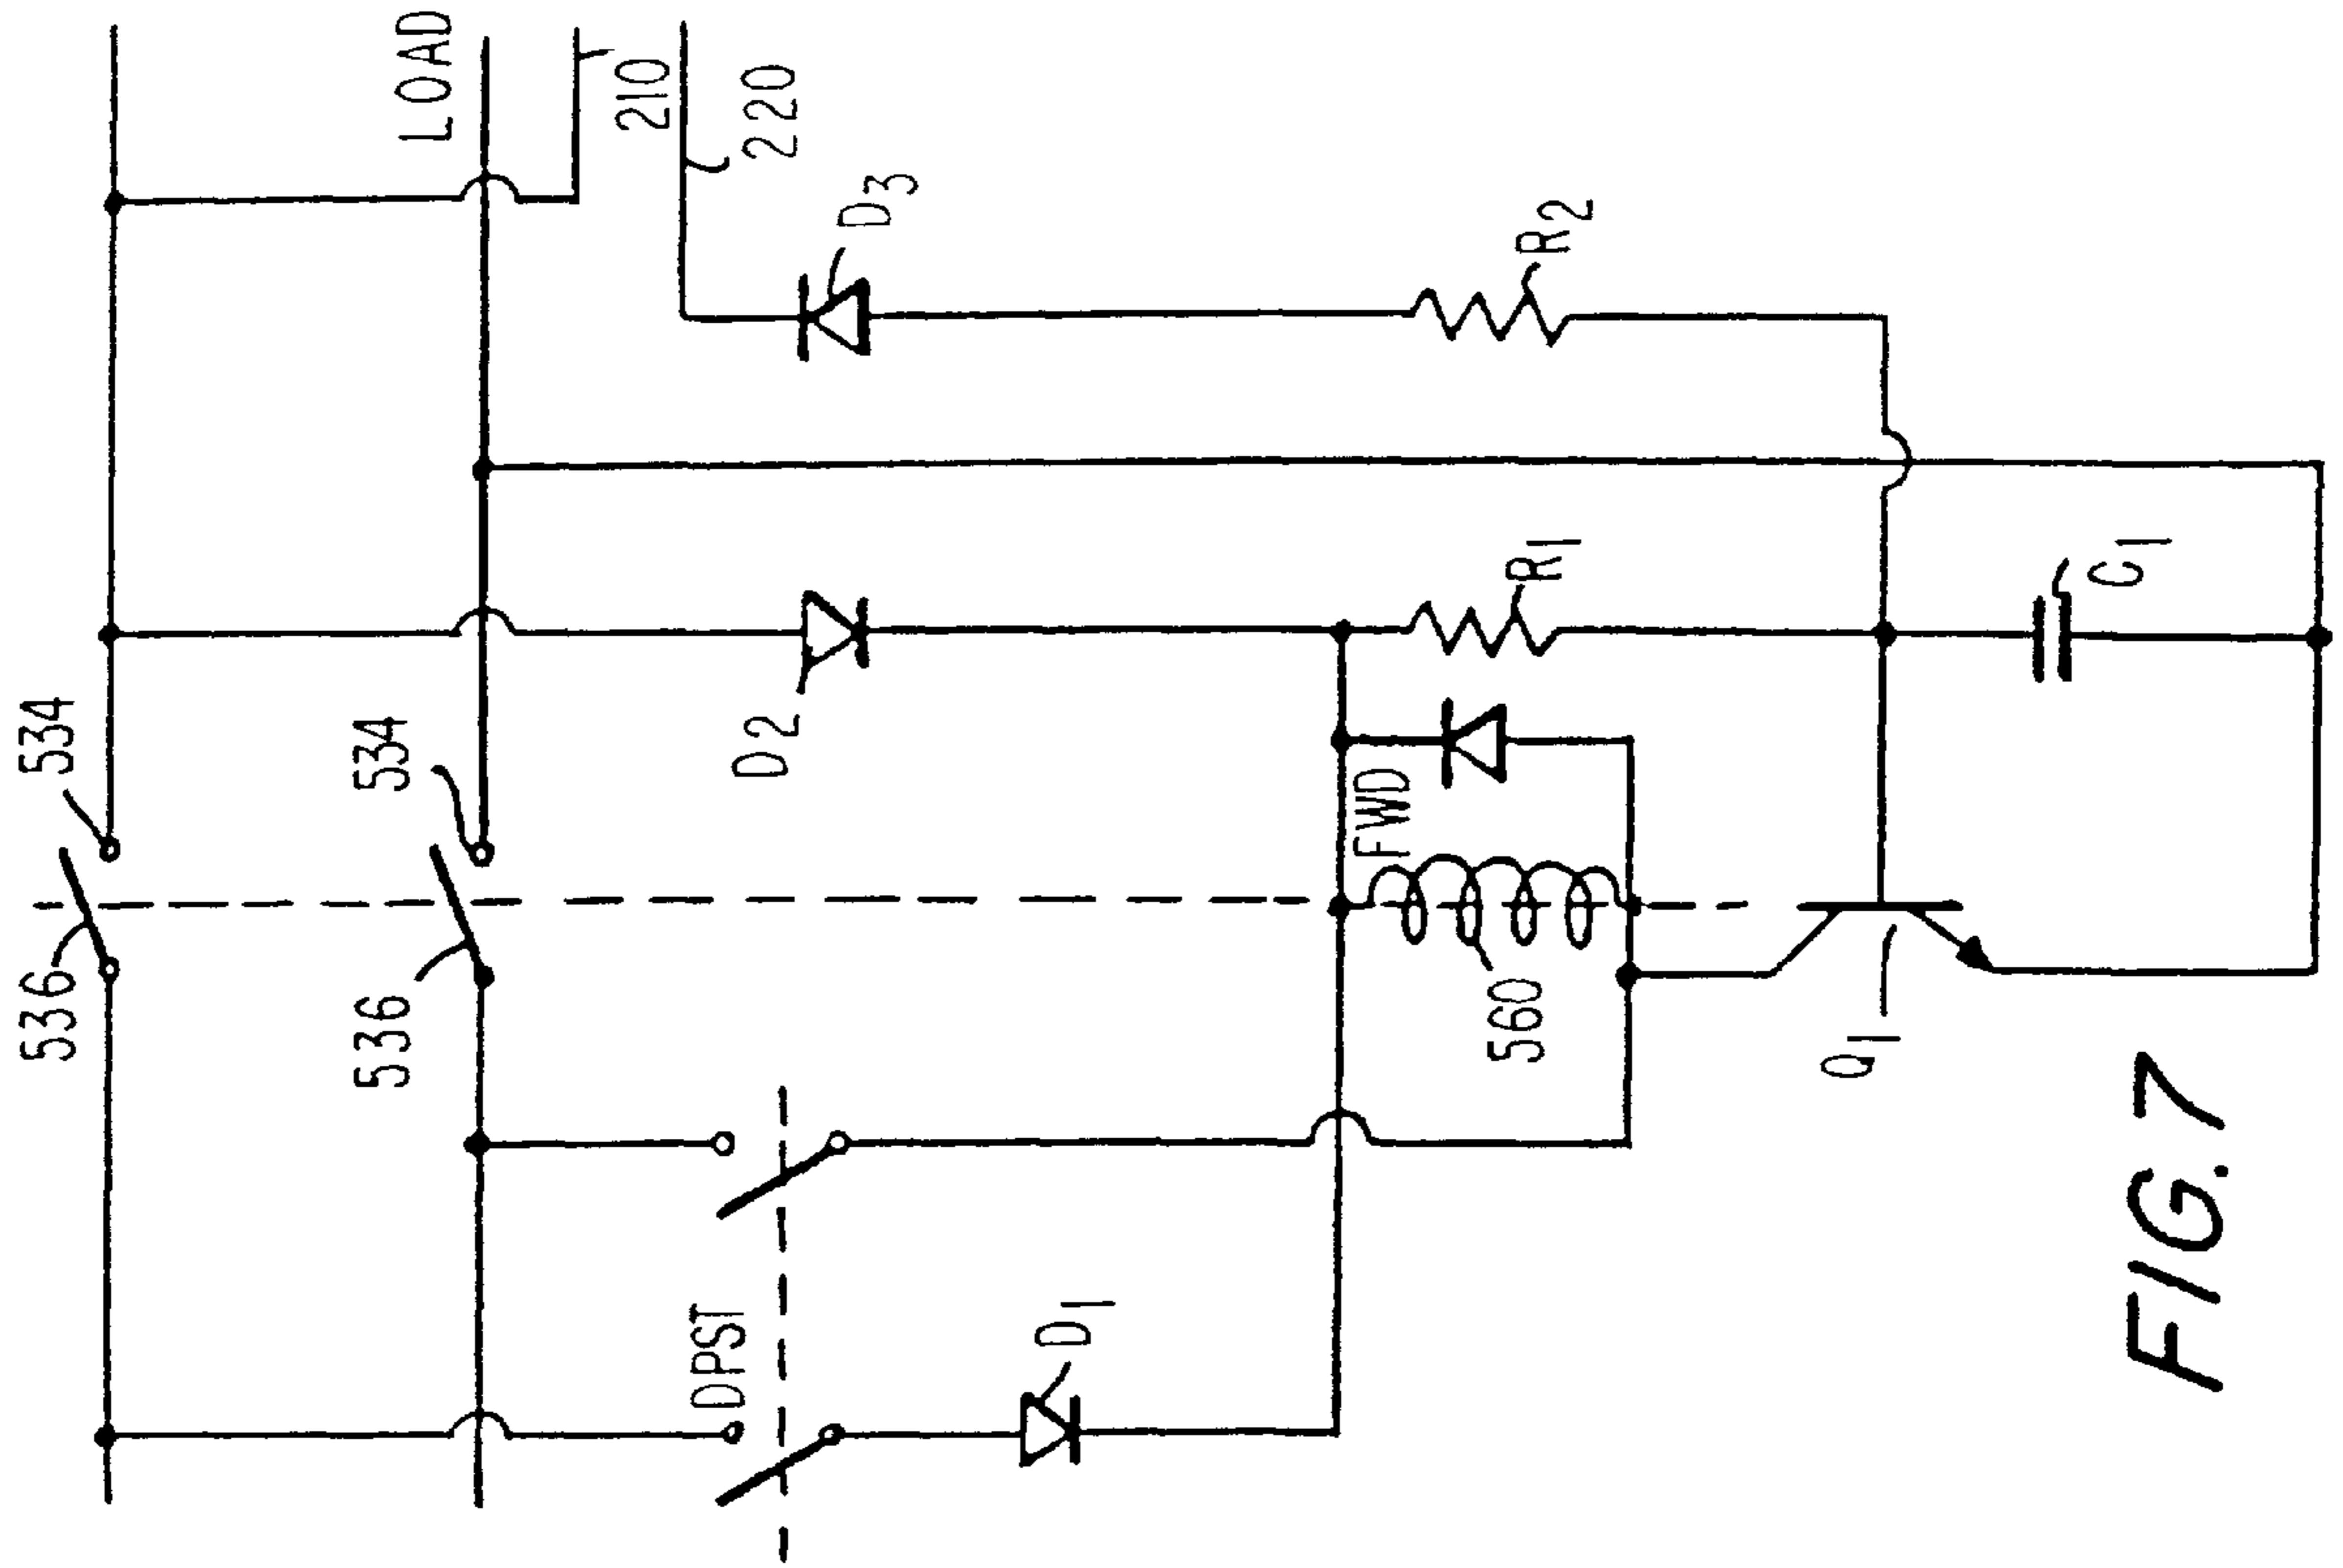 LOAD
210
220
D3
R2
534
534
D2
R1
C1
FWD
536
536
560
Q1
DPST
D1
FIG. 7